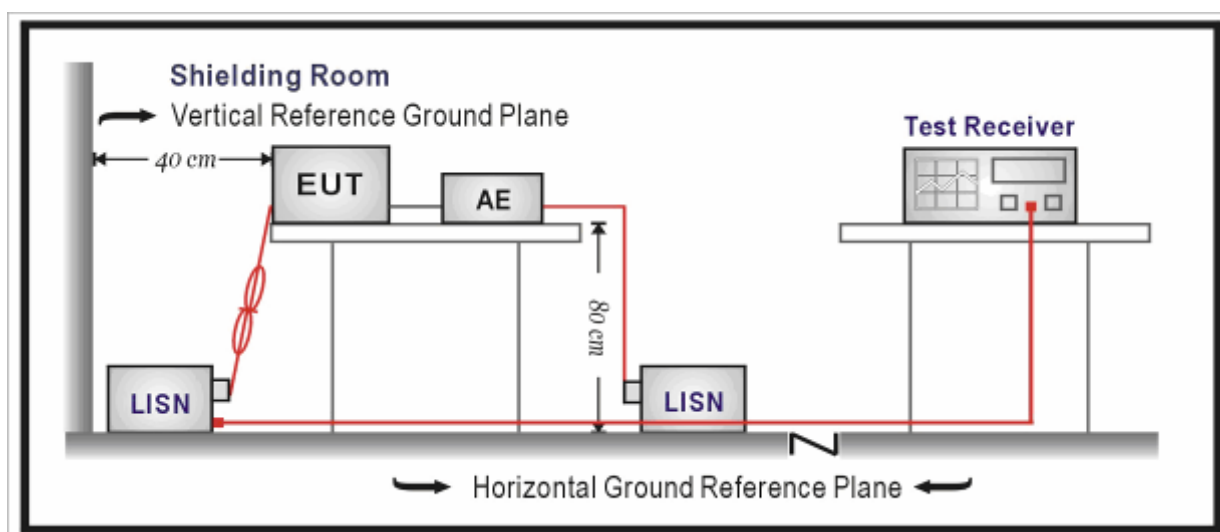 Shielding Room
Vertical Reference Ground Plane
40 cm
EUT
AE
Test Receiver
80 cm
LISN
LISN
Horizontal Ground Reference Plane